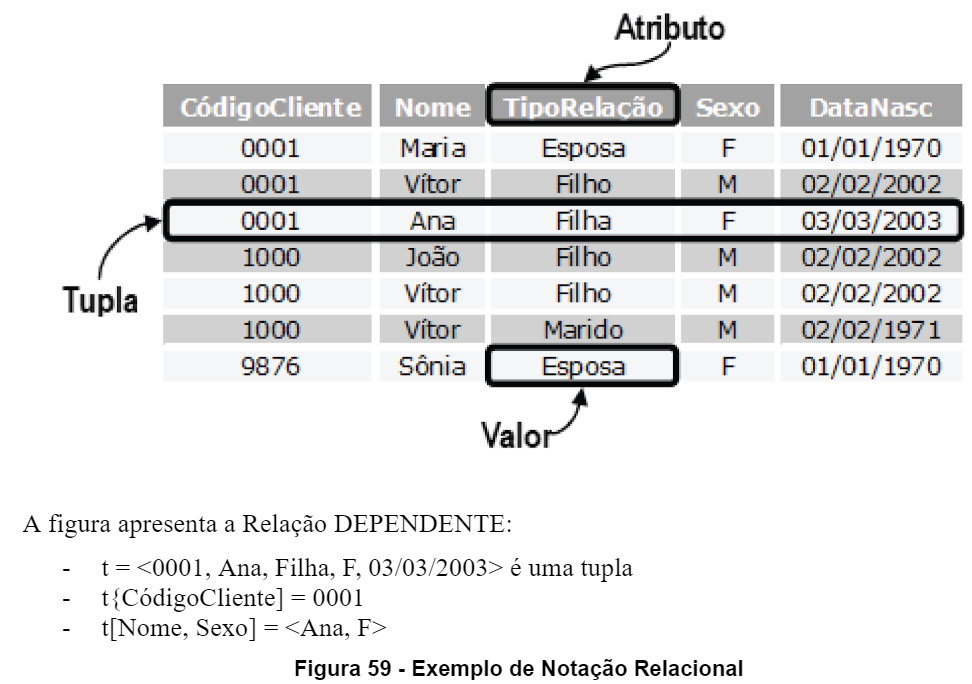 Atributo
CódigoCliente Nome TipoRelação Sexo DataNasc
0001 Maria Esposa F 01/01/1970
0001 Vítor Filho M 02/02/2002
0001 Ana Filha F 03/03/2003
1000 João Filho M 02/02/2002
Tupla
1000 Vítor Filho M 02/02/2002
1000 Vítor Marido M 02/02/1971
9876 Sônia Esposa F 01/01/1970
Valor
A figura apresenta a Relação DEPENDENTE:
- t = <0001, Ana, Filha, F, 03/03/2003> é uma tupla
- t{CódigoCliente] = 0001
- t[Nome, Sexo] = <Ana, F>
Figura 59 - Exemplo de Notação Relacional